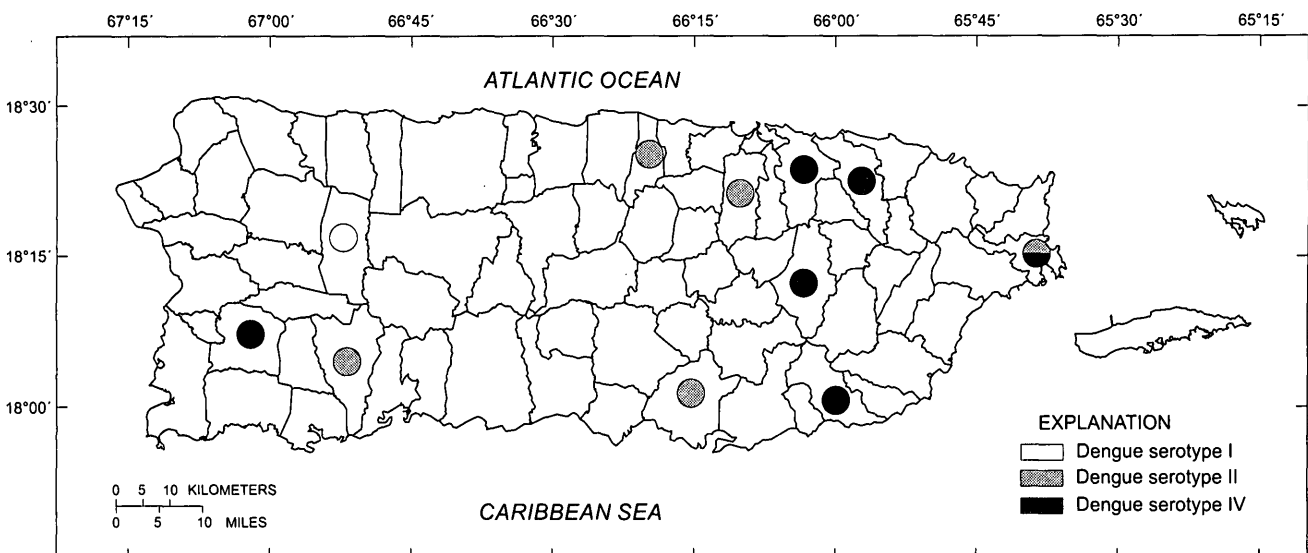 67°15´ 67°00´ 66°45´ 66°30´ 66°15´ 66°00´ 65°45´ 65°30´ 65°15´
ATLANTIC OCEAN
18°30´
18°15´
18°00´
EXPLANATION
Dengue serotype I
Dengue serotype II
Dengue serotype IV
0 5 10 KILOMETERS
0 5 10 MILES
CARIBBEAN SEA